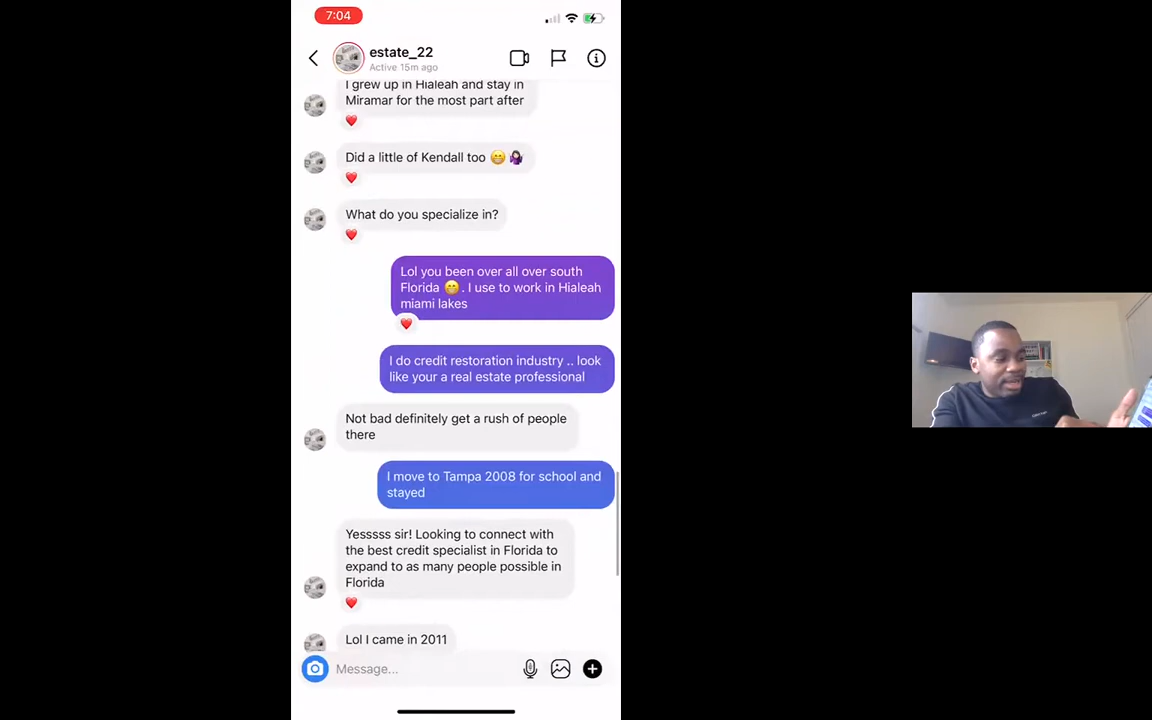 7:04
estate_22
Active 15m ago
I grew up in Hialeah and stay in
Miramar for the most part after
Did a little of Kendall too 😁 🤷🏻‍♀️
What do you specialize in?
Lol you been over all over south
Florida 😁. I use to work in Hialeah
miami lakes
I do credit restoration industry .. look
like your a real estate professional
Not bad definitely get a rush of people
there
I move to Tampa 2008 for school and
stayed
Yesssss sir! Looking to connect with
the best credit specialist in Florida to
expand to as many people possible in
Florida
Lol I came in 2011
Message...